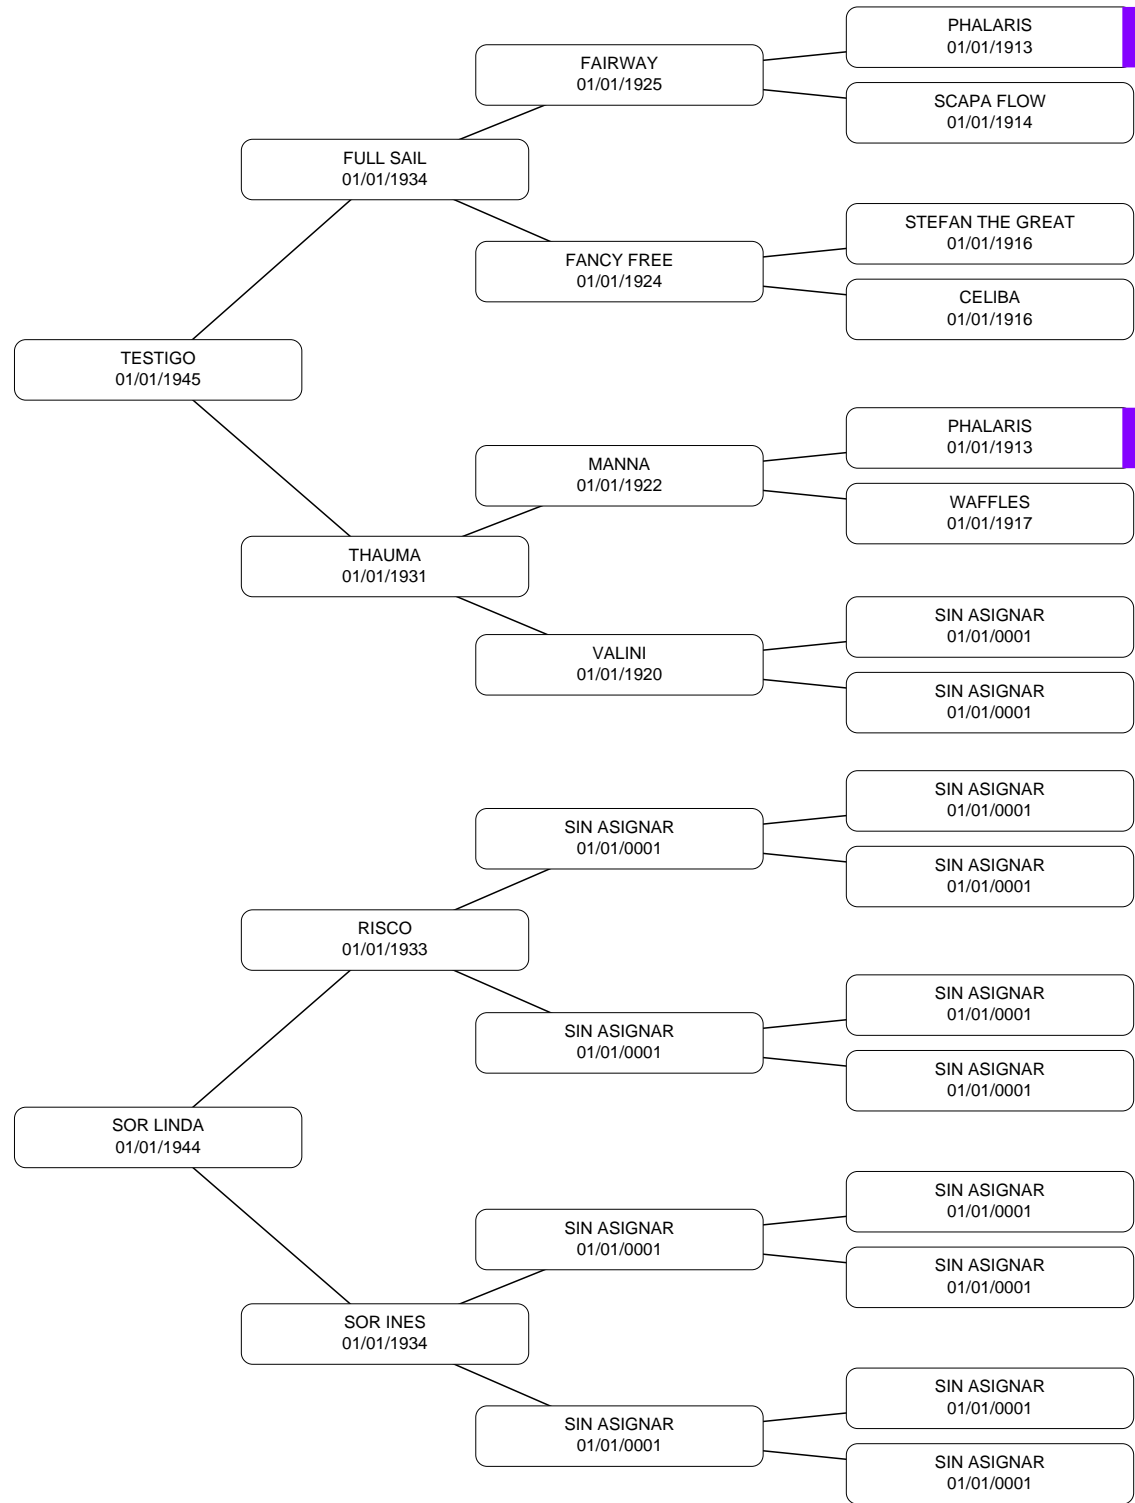 PHALARIS
01/01/1913
FAIRWAY
01/01/1925
SCAPA FLOW
01/01/1914
FULL SAIL
01/01/1934
STEFAN THE GREAT
01/01/1916
FANCY FREE
01/01/1924
CELIBA
01/01/1916
TESTIGO
01/01/1945
PHALARIS
01/01/1913
MANNA
01/01/1922
WAFFLES
01/01/1917
THAUMA
01/01/1931
SIN ASIGNAR
01/01/0001
VALINI
01/01/1920
SIN ASIGNAR
01/01/0001
SIN ASIGNAR
01/01/0001
SIN ASIGNAR
01/01/0001
SIN ASIGNAR
01/01/0001
RISCO
01/01/1933
SIN ASIGNAR
01/01/0001
SIN ASIGNAR
01/01/0001
SIN ASIGNAR
01/01/0001
SOR LINDA
01/01/1944
SIN ASIGNAR
01/01/0001
SIN ASIGNAR
01/01/0001
SIN ASIGNAR
01/01/0001
SOR INES
01/01/1934
SIN ASIGNAR
01/01/0001
SIN ASIGNAR
01/01/0001
SIN ASIGNAR
01/01/0001